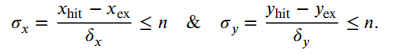 σ_x = (x_hit − x_ex) / δ_x ≤ n & σ_y = (y_hit − y_ex) / δ_y ≤ n.